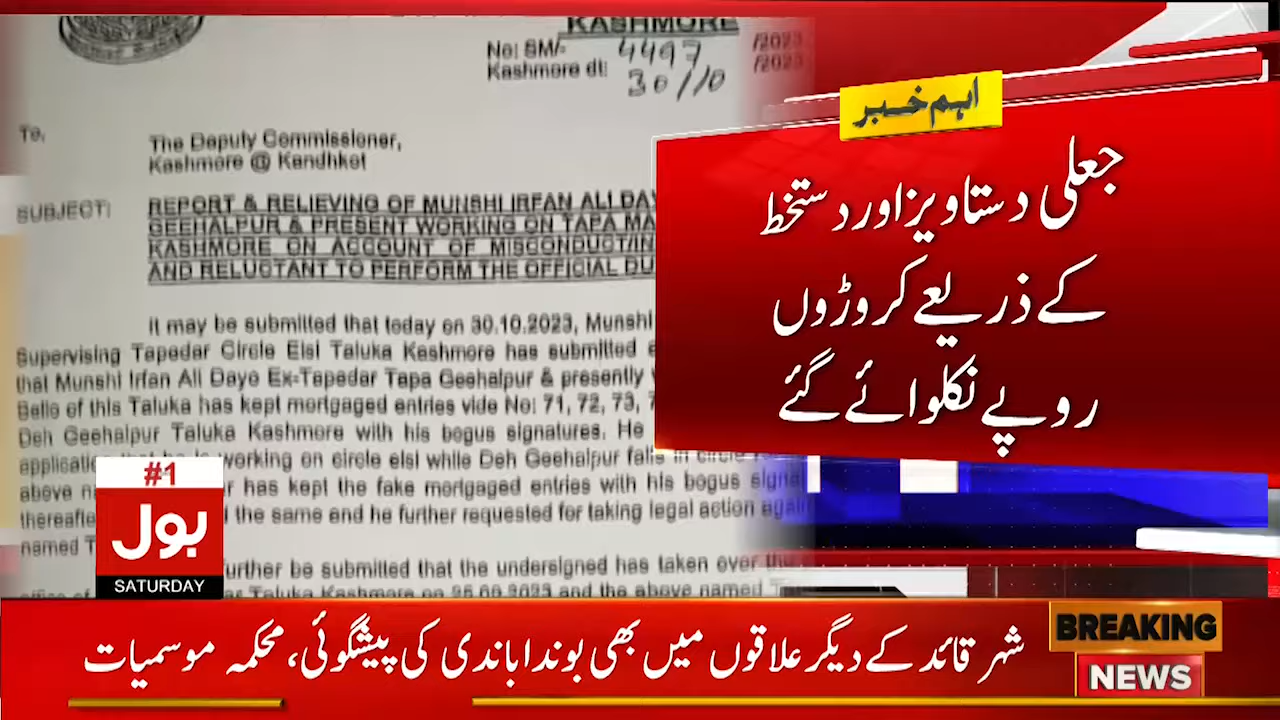 KASHMORE
No: SM/- 4497 /2023
Kashmore dt: 30/10 /2023
To,
The Deputy Commissioner,
Kashmore @ Kandhkot
SUBJECT:
REPORT & RELIEVING OF MUNSHI IRFAN ALI DAY
GEEHALPUR & PRESENT WORKING ON TAPA MA
KASHMORE ON ACCOUNT OF MISCONDUCT/IN
AND RELUCTANT TO PERFORM THE OFFICIAL DU
It may be submitted that today on 30.10.2023, Munshi
Supervising Tapedar Circle Elsi Taluka Kashmore has submitted
that Munshi Irfan Ali Dayo Ex-Tapedar Tapa Geehalpur & presently
Bello of this Taluka has kept mortgaged entries vide No: 71, 72, 73,
Deh Geehalpur Taluka Kashmore with his bogus signatures. He
working on circle elsi while Deh Geehalpur falls in circle
above has kept the fake mortgaged entries with his bogus
the same and he further requested for taking legal action
named
further be submitted that the undersigned has taken over
Taluka Kashmore on 25.09.2023 and the above named
اہم خبر
جعلی دستاویز اور دستخط
کے ذریعے کروڑوں
روپے نکلوائے گئے
#1
بول
SATURDAY
شہر قائد کے دیگر علاقوں میں بھی بوندا باندی کی پیشگوئی، محکمہ موسمیات
BREAKING
NEWS